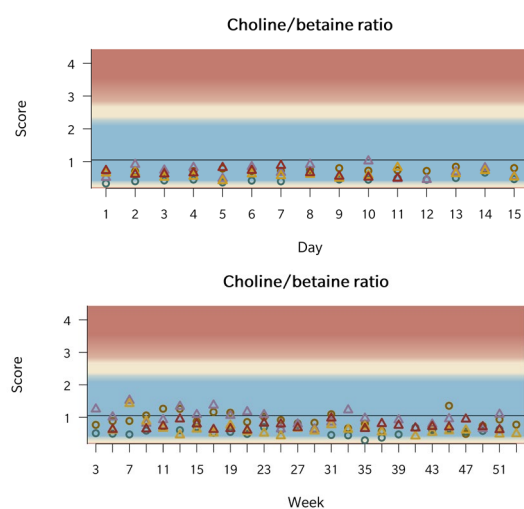 Choline/betaine ratio
4
3
2
1
Score
1 2 3 4 5 6 7 8 9 10 11 12 13 14 15
Day
Choline/betaine ratio
4
3
2
1
Score
3 7 11 15 19 23 27 31 35 39 43 47 51
Week